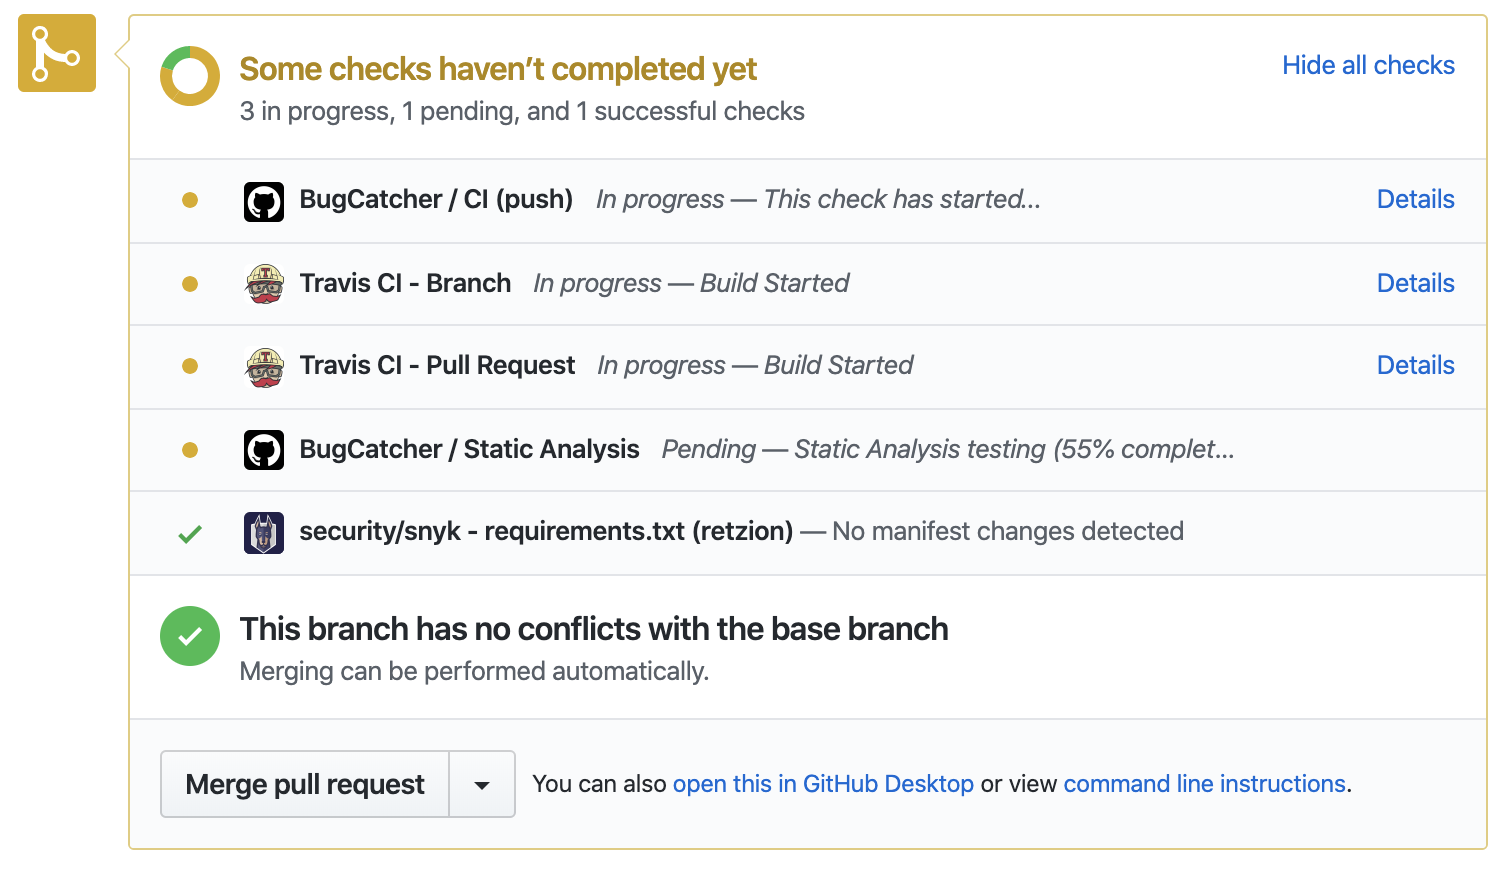 Some checks haven’t completed yet
Hide all checks
3 in progress, 1 pending, and 1 successful checks
BugCatcher / CI (push) In progress — This check has started... Details
Travis CI - Branch In progress — Build Started Details
Travis CI - Pull Request In progress — Build Started Details
BugCatcher / Static Analysis Pending — Static Analysis testing (55% complet...
security/snyk - requirements.txt (retzion) — No manifest changes detected
This branch has no conflicts with the base branch
Merging can be performed automatically.
Merge pull request You can also open this in GitHub Desktop or view command line instructions.